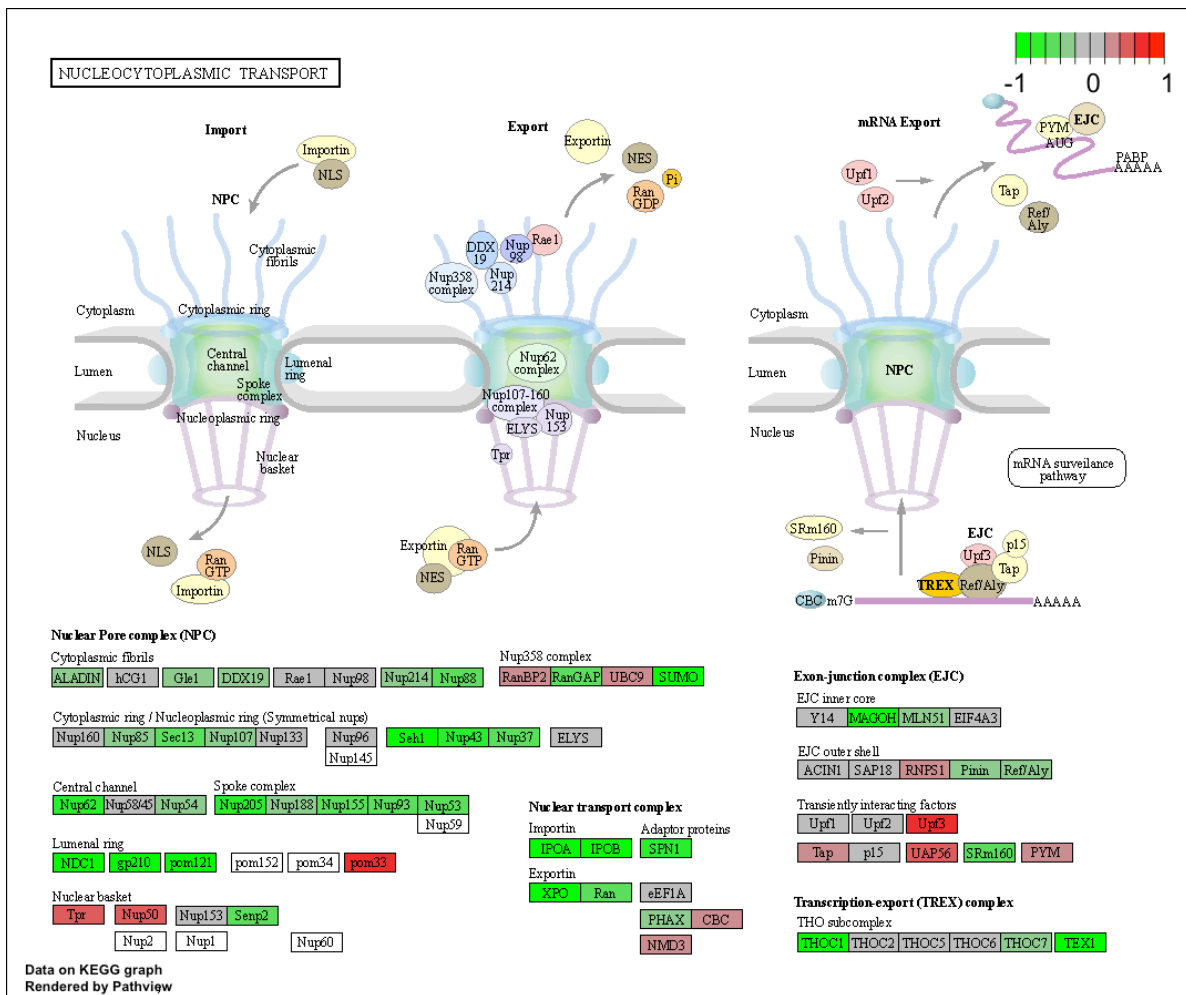 NUCLEOCYTOPLASMIC TRANSPORT
-1 0 1
Import
Importin
NLS
NPC
Cytoplasmic
fibrils
Cytoplasm
Cytoplasmic ring
Central
channel
Lumenal
ring
Lumen
Spoke
complex
Nucleoplasmic ring
Nucleus
Nuclear
basket
NLS
Ran
GTP
Importin
Export
Exportin
NES
Pi
Ran
GDP
DDX
19
Nup
98
Rae1
Nup358
complex
Nup
214
Nup62
complex
Nup107-160
complex
ELYS
Nup
153
Tpr
Exportin
Ran
GTP
NES
mRNA Export
PYM
EJC
AUG
PABP
AAAAA
Upf1
Upf2
Tap
Ref/
Aly
Cytoplasm
Lumen
NPC
Nucleus
mRNA surveilance
pathway
SRm160
Pinin
EJC
p15
Upf3
Tap
TREX
Ref/Aly
CBC
m7G
AAAAA
Nuclear Pore complex (NPC)
Cytoplasmic fibrils
ALADIN hCG1 Gle1 DDX19 Rae1 Nup98 Nup214 Nup88
Nup358 complex
RanBP2 RanGAP UBC9 SUMO
Cytoplasmic ring / Nucleoplasmic ring (Symmetrical nups)
Nup160 Nup85 Sec13 Nup107 Nup133 Nup96 Seh1 Nup43 Nup37 ELYS
Nup145
Central channel
Nup62 Nup58/45 Nup54
Spoke complex
Nup205 Nup188 Nup155 Nup93 Nup53
Nup59
Lumenal ring
NDC1 gp210 pom121 pom152 pom34 pom33
Nuclear basket
Tpr Nup50 Nup153 Senp2
Nup2 Nup1 Nup60
Nuclear transport complex
Importin
IPOA IPOB
Adaptor proteins
SPN1
Exportin
XPO Ran
eEF1A
PHAX CBC
NMD3
Exon-junction complex (EJC)
EJC inner core
Y14 MAGOH MLN51 EIF4A3
EJC outer shell
ACIN1 SAP18 RNPS1 Pinin Ref/Aly
Transiently interacting factors
Upf1 Upf2 Upf3
Tap p15 UAP56 SRm160 PYM
Transcription-export (TREX) complex
THO subcomplex
THOC1 THOC2 THOC5 THOC6 THOC7 TEX1
Data on KEGG graph
Rendered by Pathview